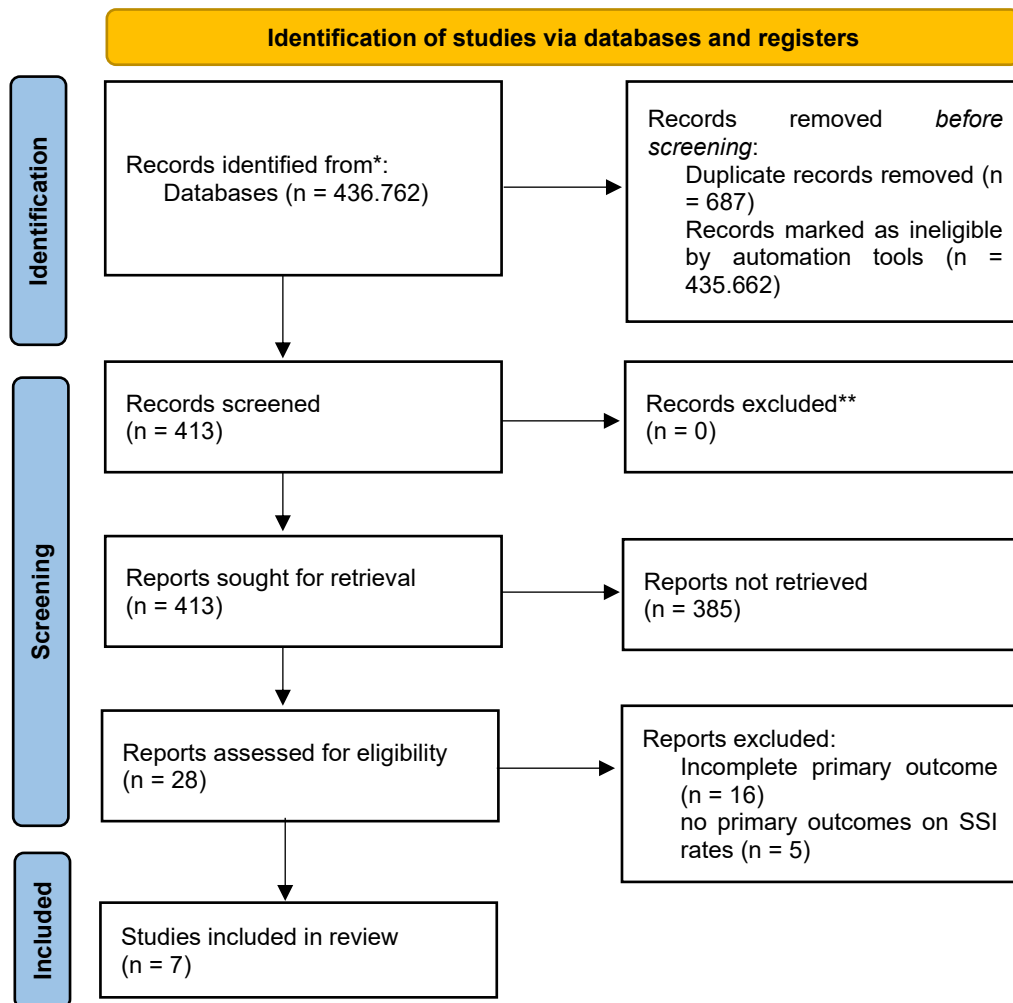 Identification of studies via databases and registers
Identification
Records identified from*:
Databases (n = 436.762)
Records removed before
screening:
Duplicate records removed (n
= 687)
Records marked as ineligible
by automation tools (n =
435.662)
Screening
Records screened
(n = 413)
Records excluded**
(n = 0)
Reports sought for retrieval
(n = 413)
Reports not retrieved
(n = 385)
Reports assessed for eligibility
(n = 28)
Reports excluded:
Incomplete primary outcome
(n = 16)
no primary outcomes on SSI
rates (n = 5)
Included
Studies included in review
(n = 7)